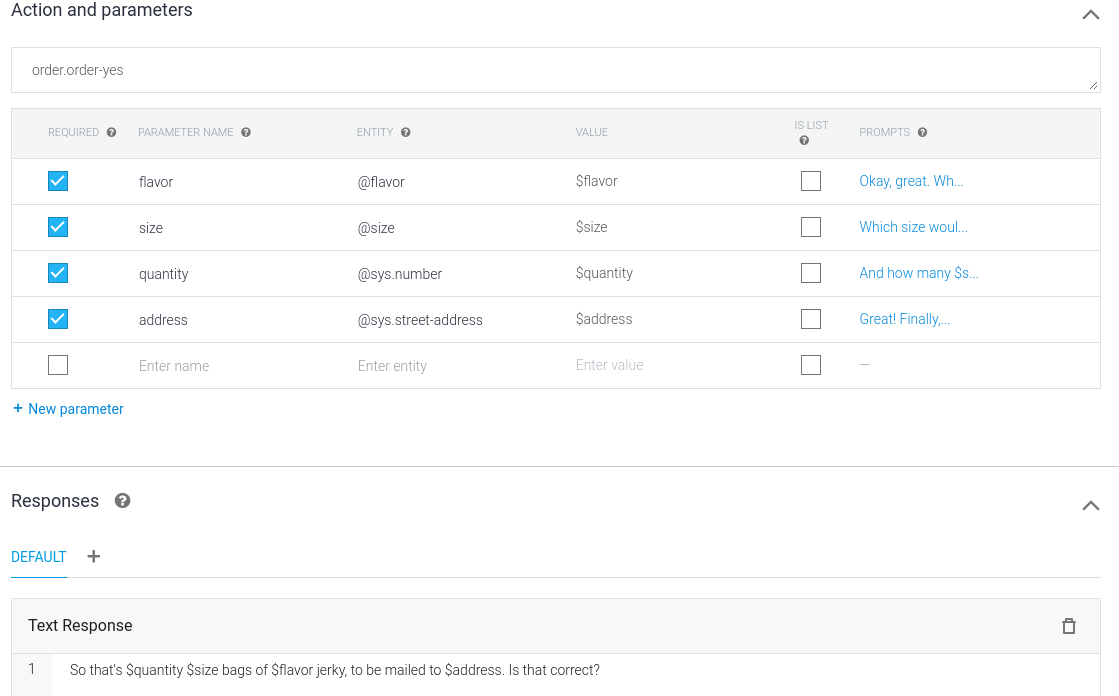 Action and parameters
order.order-yes
REQUIRED PARAMETER NAME ENTITY VALUE IS LIST PROMPTS
flavor @flavor $flavor Okay, great. Wh...
size @size $size Which size woul...
quantity @sys.number $quantity And how many $s...
address @sys.street-address $address Great! Finally,...
Enter name Enter entity Enter value —
+ New parameter
Responses
DEFAULT +
Text Response
1 So that's $quantity $size bags of $flavor jerky, to be mailed to $address. Is that correct?